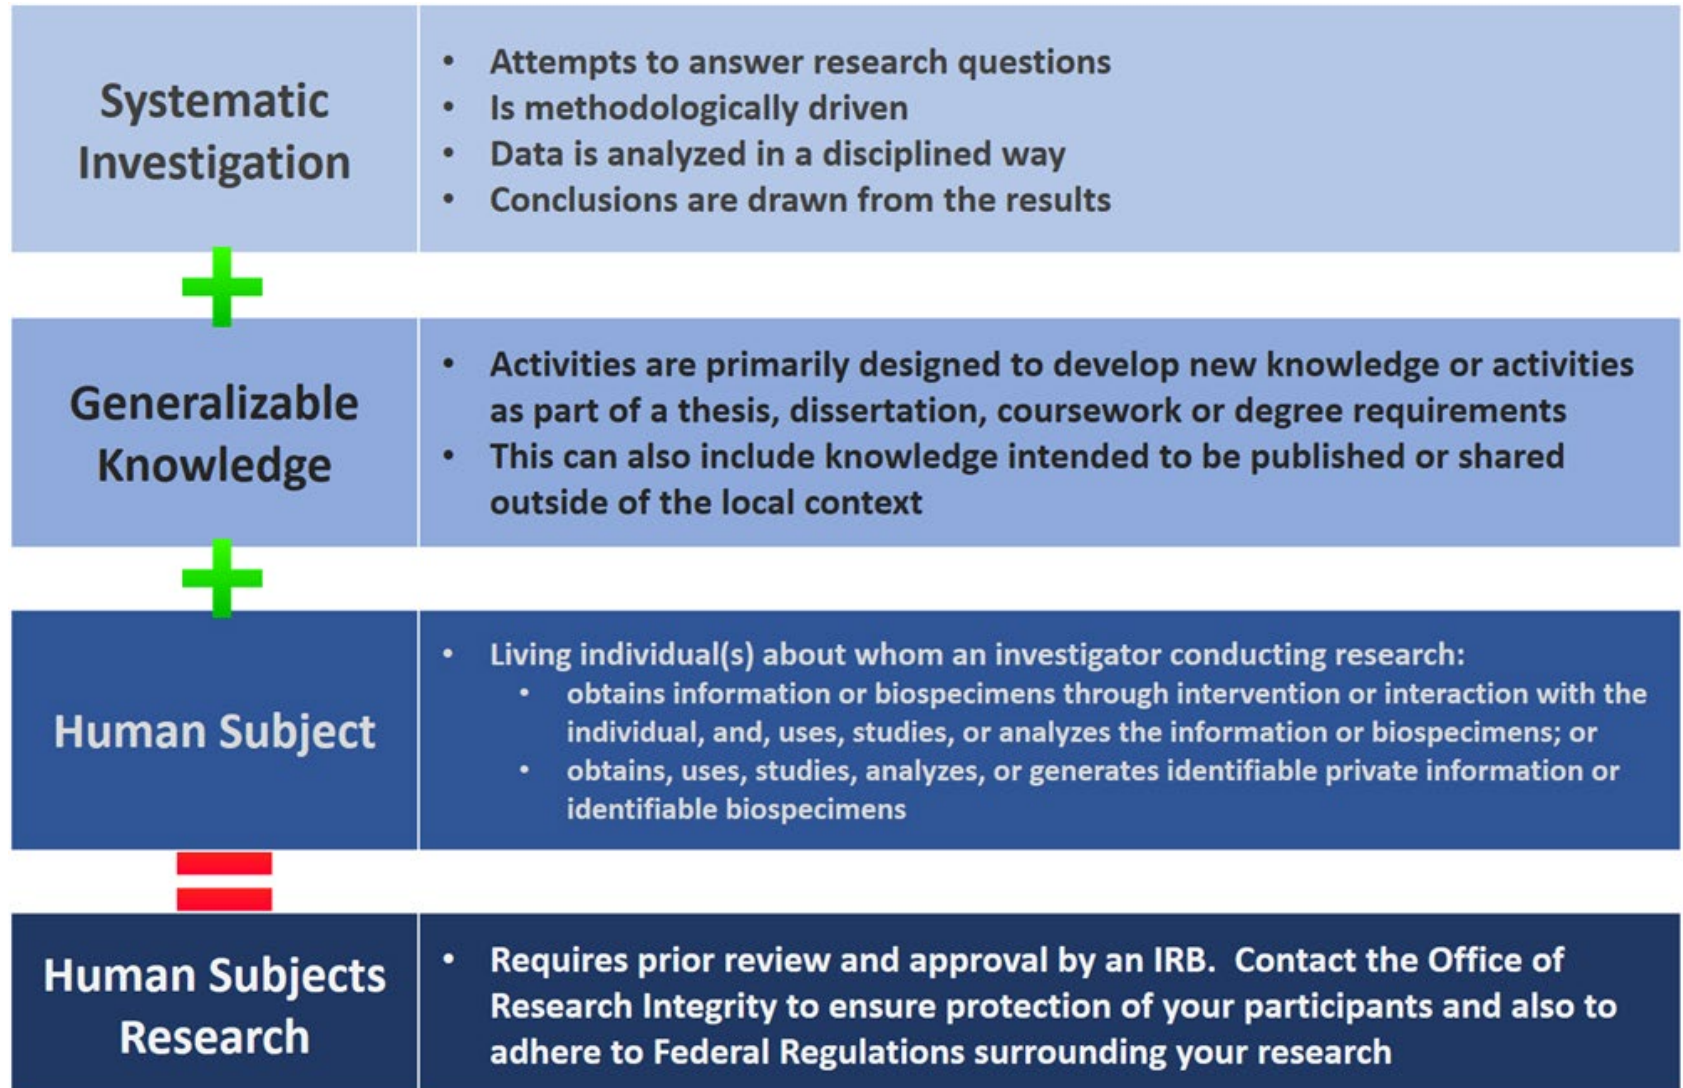 Systematic
Investigation
• Attempts to answer research questions
• Is methodologically driven
• Data is analyzed in a disciplined way
• Conclusions are drawn from the results
Generalizable
Knowledge
• Activities are primarily designed to develop new knowledge or activities
as part of a thesis, dissertation, coursework or degree requirements
• This can also include knowledge intended to be published or shared
outside of the local context
Human Subject
• Living individual(s) about whom an investigator conducting research:
• obtains information or biospecimens through intervention or interaction with the
individual, and, uses, studies, or analyzes the information or biospecimens; or
• obtains, uses, studies, analyzes, or generates identifiable private information or
identifiable biospecimens
Human Subjects
Research
• Requires prior review and approval by an IRB.  Contact the Office of
Research Integrity to ensure protection of your participants and also to
adhere to Federal Regulations surrounding your research